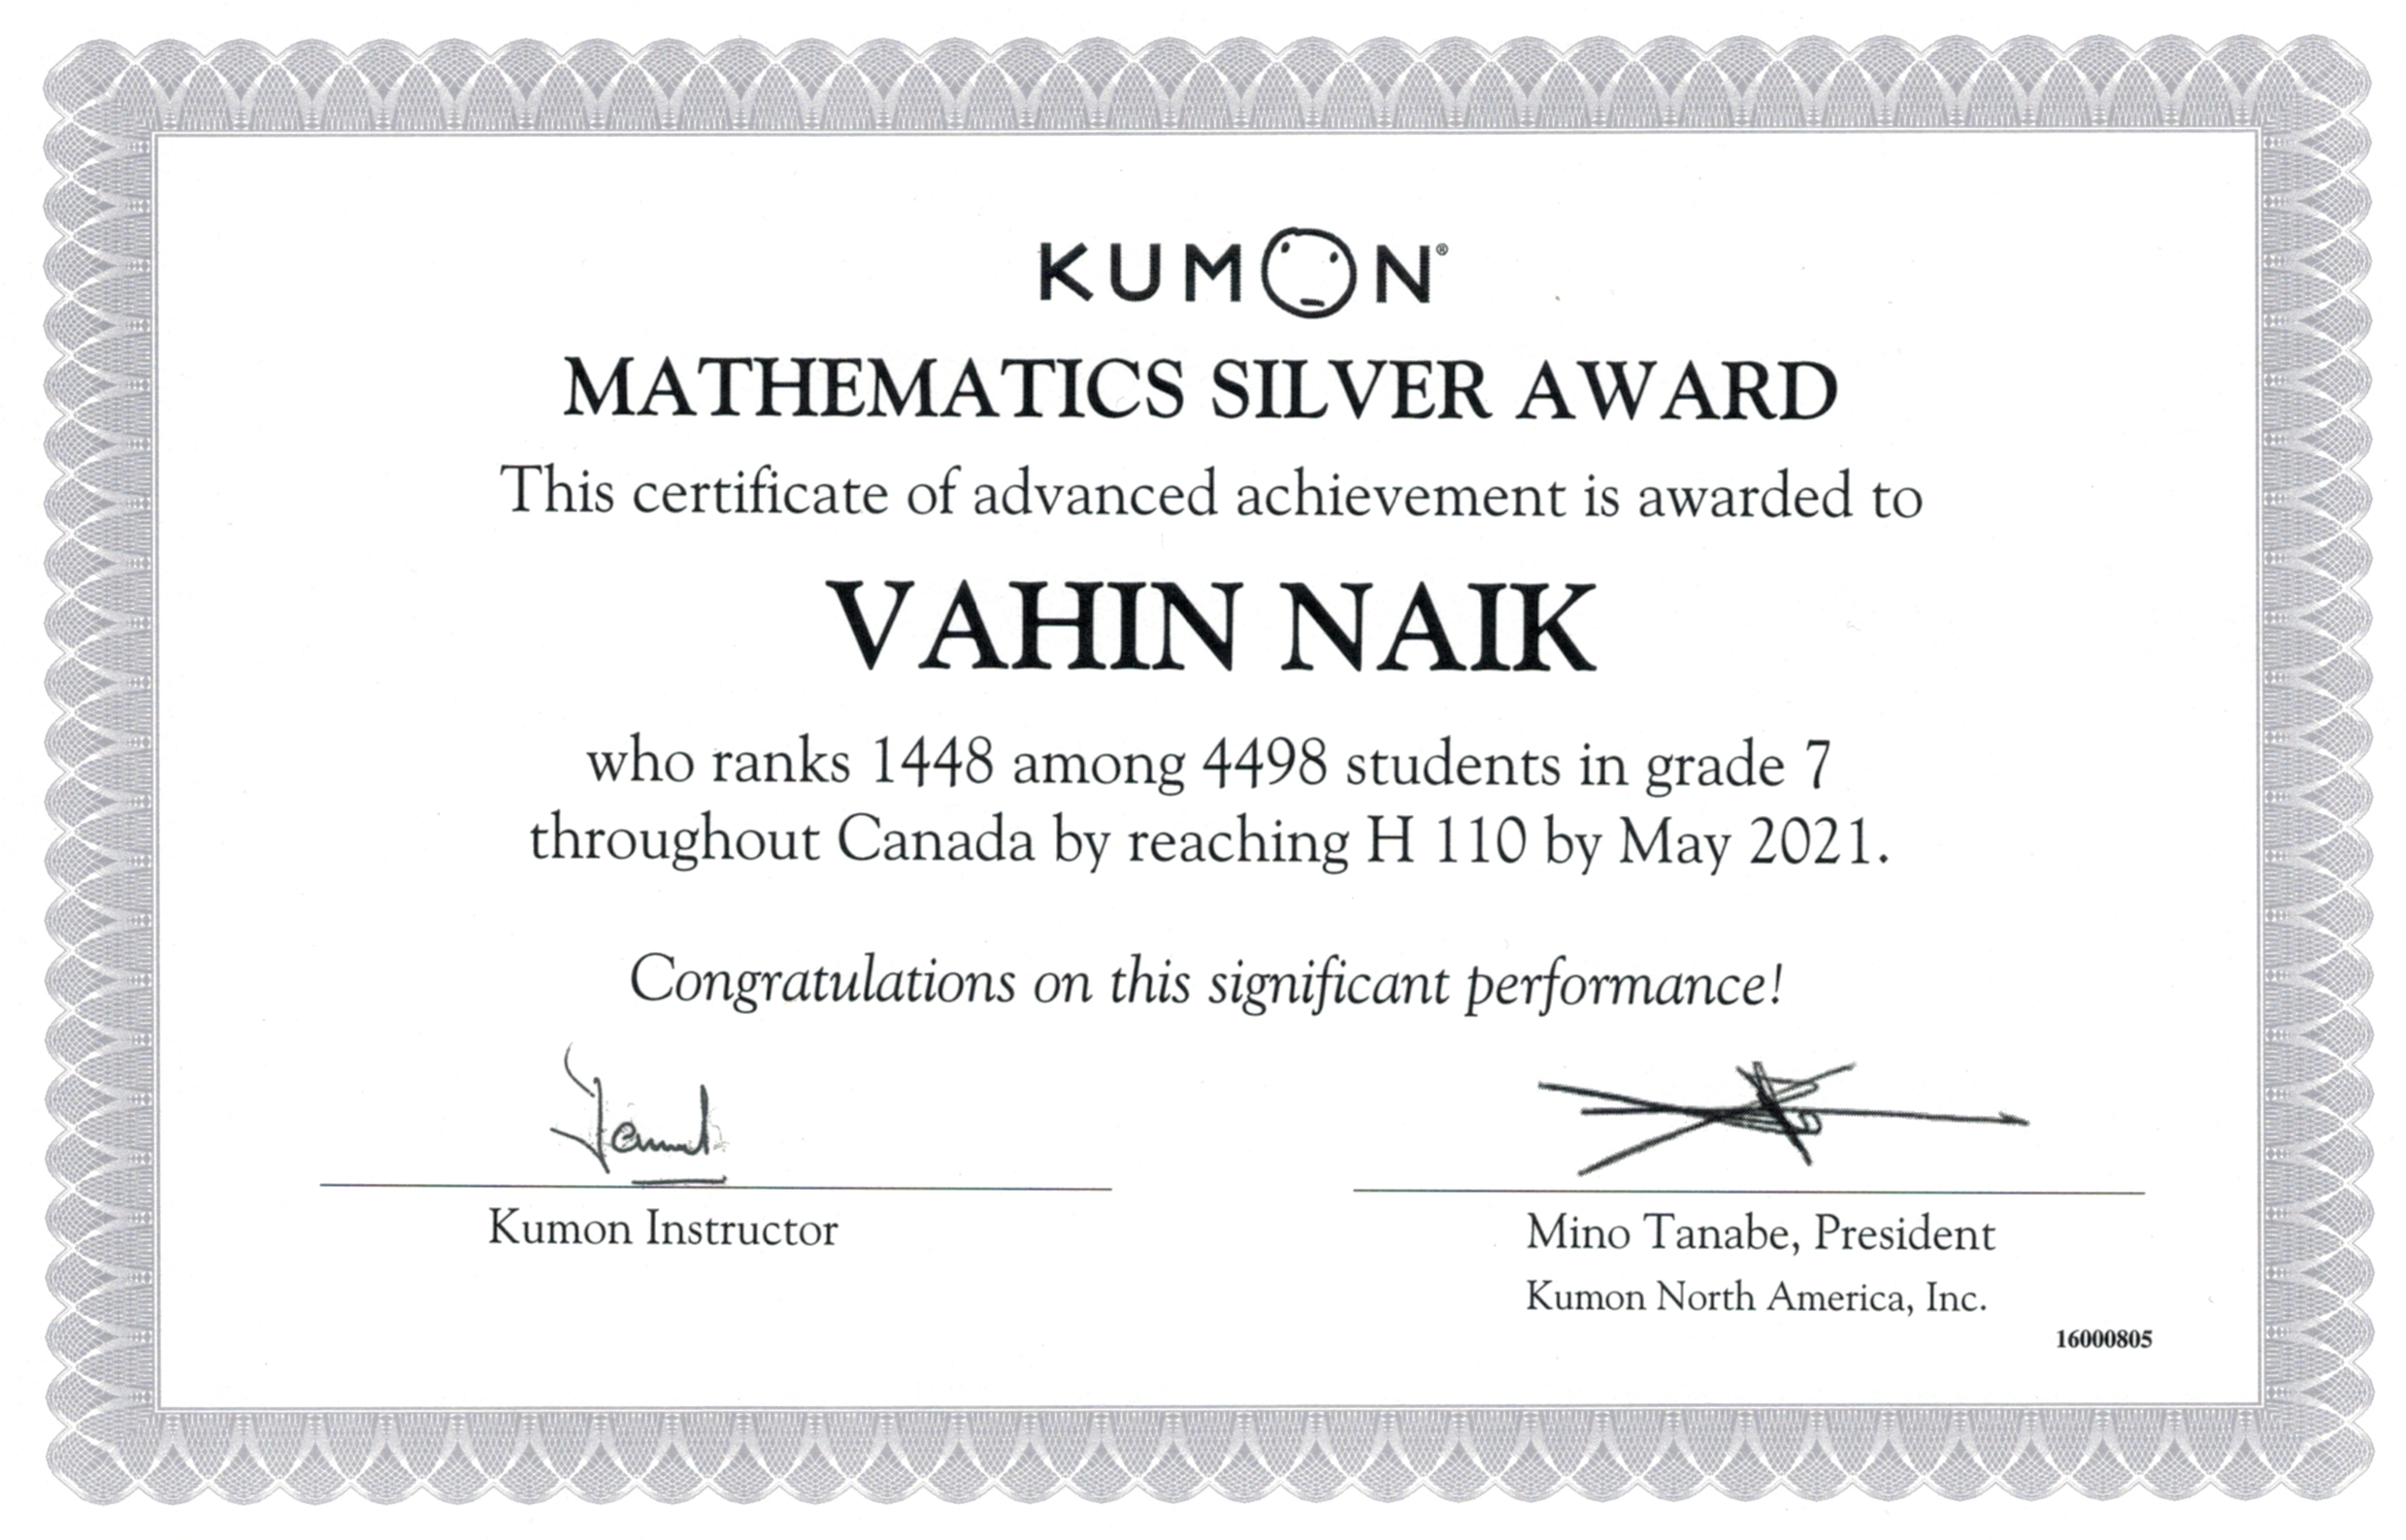 KUMON®
MATHEMATICS SILVER AWARD
This certificate of advanced achievement is awarded to
VAHIN NAIK
who ranks 1448 among 4498 students in grade 7
throughout Canada by reaching H 110 by May 2021.
Congratulations on this significant performance!
Kumon Instructor
Mino Tanabe, President
Kumon North America, Inc.
16000805